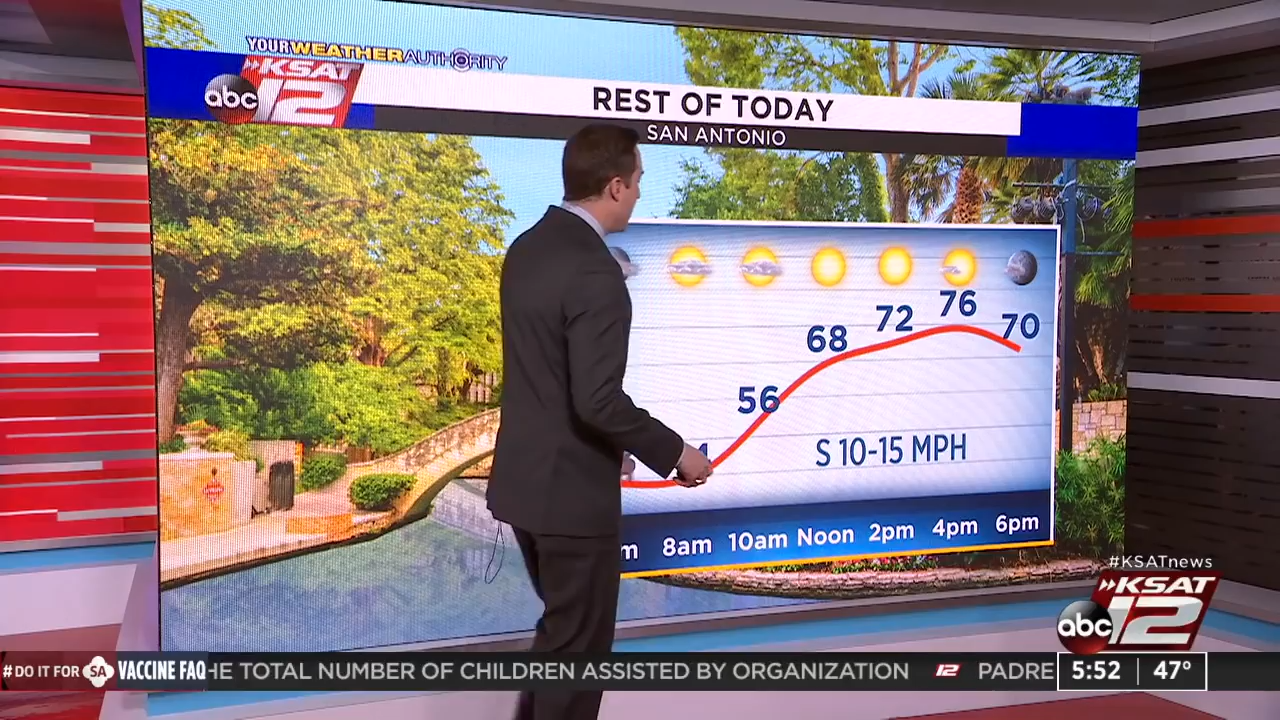 YOUR WEATHER AUTHORITY
KSAT
abc 12
REST OF TODAY
SAN ANTONIO
76
72
70
68
56
S 10-15 MPH
8am 10am Noon 2pm 4pm 6pm
#KSATnews
KSAT
abc 12
#DO IT FOR SA VACCINE FAQ HE TOTAL NUMBER OF CHILDREN ASSISTED BY ORGANIZATION 12 PADRE 5:52 47°